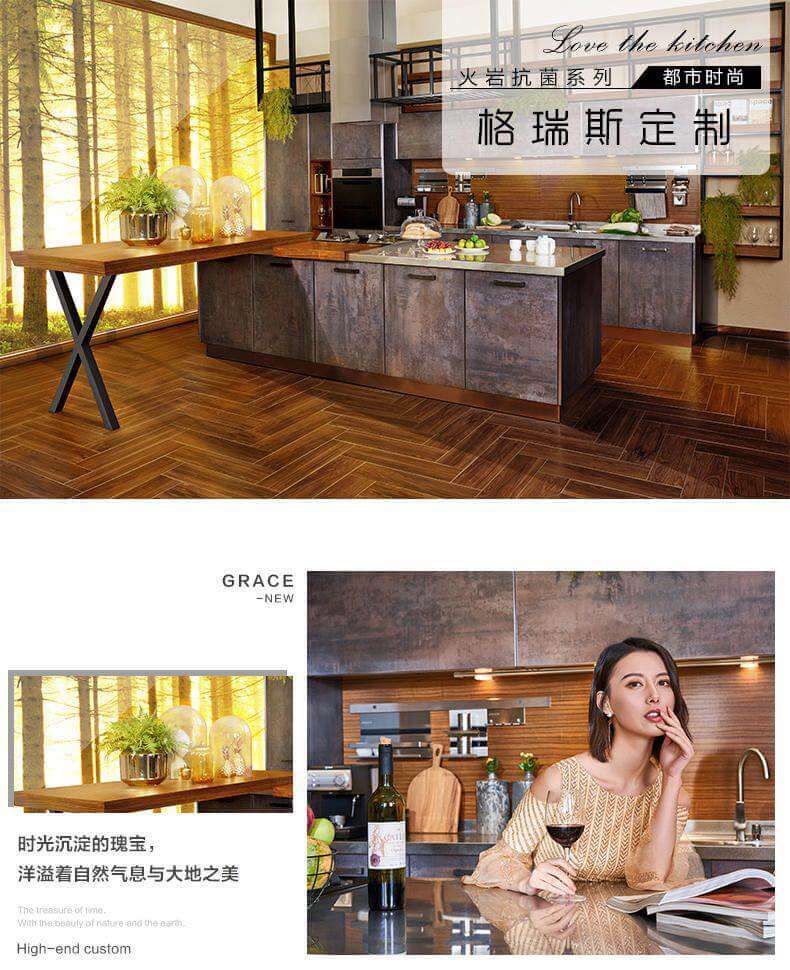 Love the kitchen
火岩抗菌系列 都市时尚
格瑞斯定制
GRACE
-NEW
时光沉淀的瑰宝，
洋溢着自然气息与大地之美
The treasure of time.
With the beauty of nature and the earth.
High-end custom